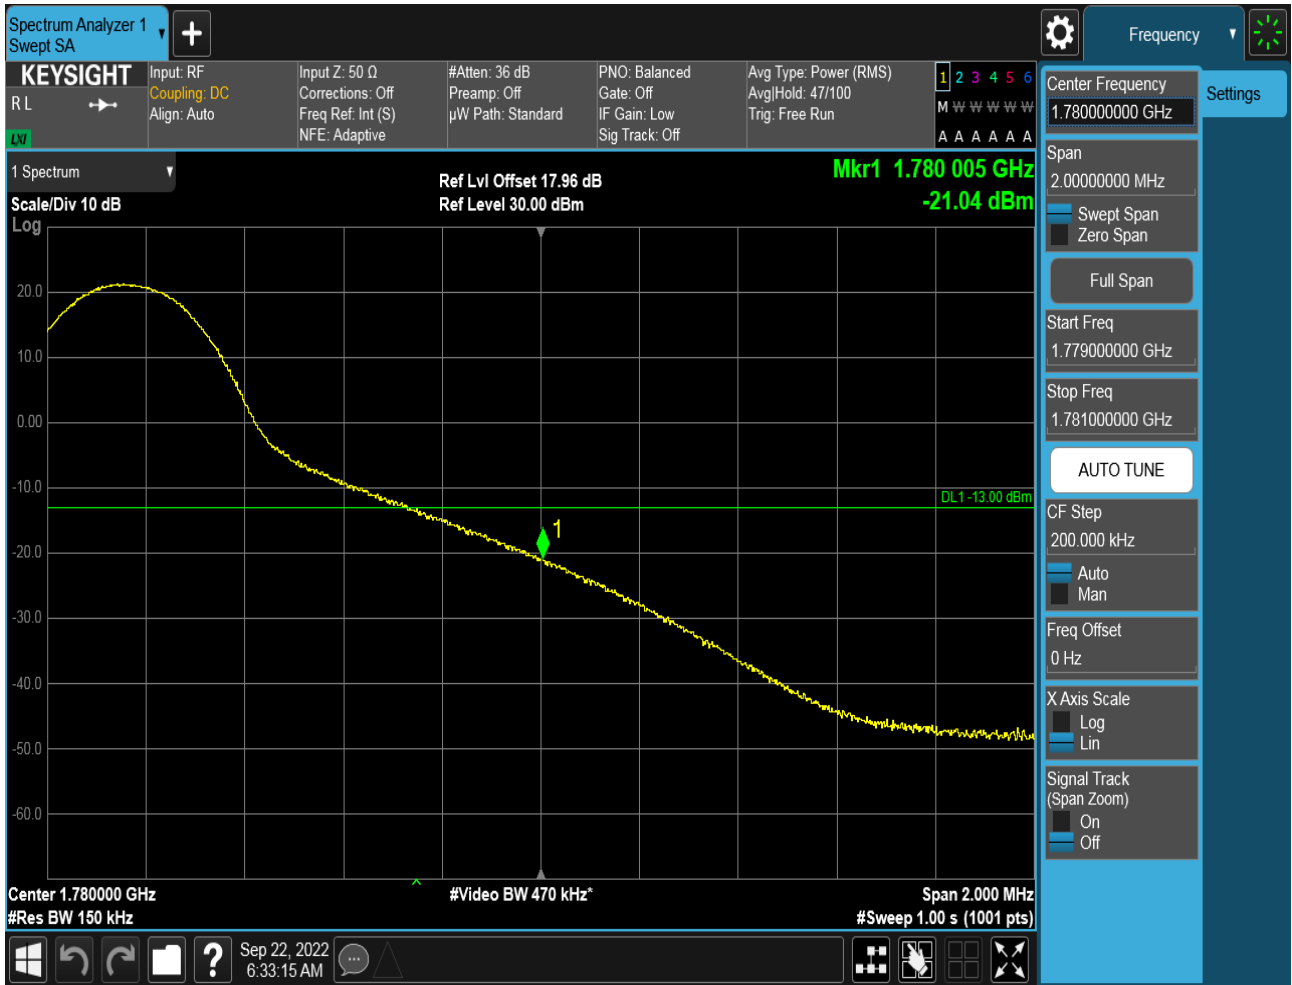 Spectrum Analyzer 1
Swept SA
Frequency
KEYSIGHT
R L
LXI
Input: RF
Coupling: DC
Align: Auto
Input Z: 50 Ω
Corrections: Off
Freq Ref: Int (S)
NFE: Adaptive
#Atten: 36 dB
Preamp: Off
µW Path: Standard
PNO: Balanced
Gate: Off
IF Gain: Low
Sig Track: Off
Avg Type: Power (RMS)
Avg|Hold: 47/100
Trig: Free Run
1 2 3 4 5 6
M W W W W W
A A A A A A
1 Spectrum
Scale/Div 10 dB
Log
Ref Lvl Offset 17.96 dB
Ref Level 30.00 dBm
Mkr1 1.780 005 GHz
-21.04 dBm
20.0
10.0
0.00
-10.0
-20.0
-30.0
-40.0
-50.0
-60.0
DL1 -13.00 dBm
1
Center 1.780000 GHz
#Res BW 150 kHz
#Video BW 470 kHz*
Span 2.000 MHz
#Sweep 1.00 s (1001 pts)
Center Frequency
1.780000000 GHz
Settings
Span
2.00000000 MHz
Swept Span
Zero Span
Full Span
Start Freq
1.779000000 GHz
Stop Freq
1.781000000 GHz
AUTO TUNE
CF Step
200.000 kHz
Auto
Man
Freq Offset
0 Hz
X Axis Scale
Log
Lin
Signal Track
(Span Zoom)
On
Off
?
Sep 22, 2022
6:33:15 AM